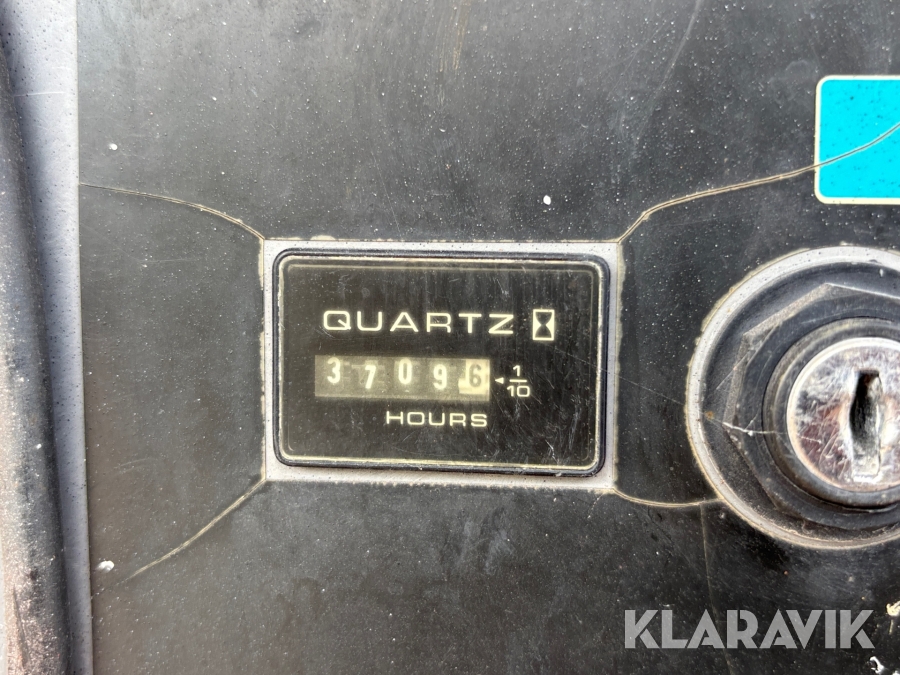 QUARTZ
37096 1/10
HOURS
KLARAVIK